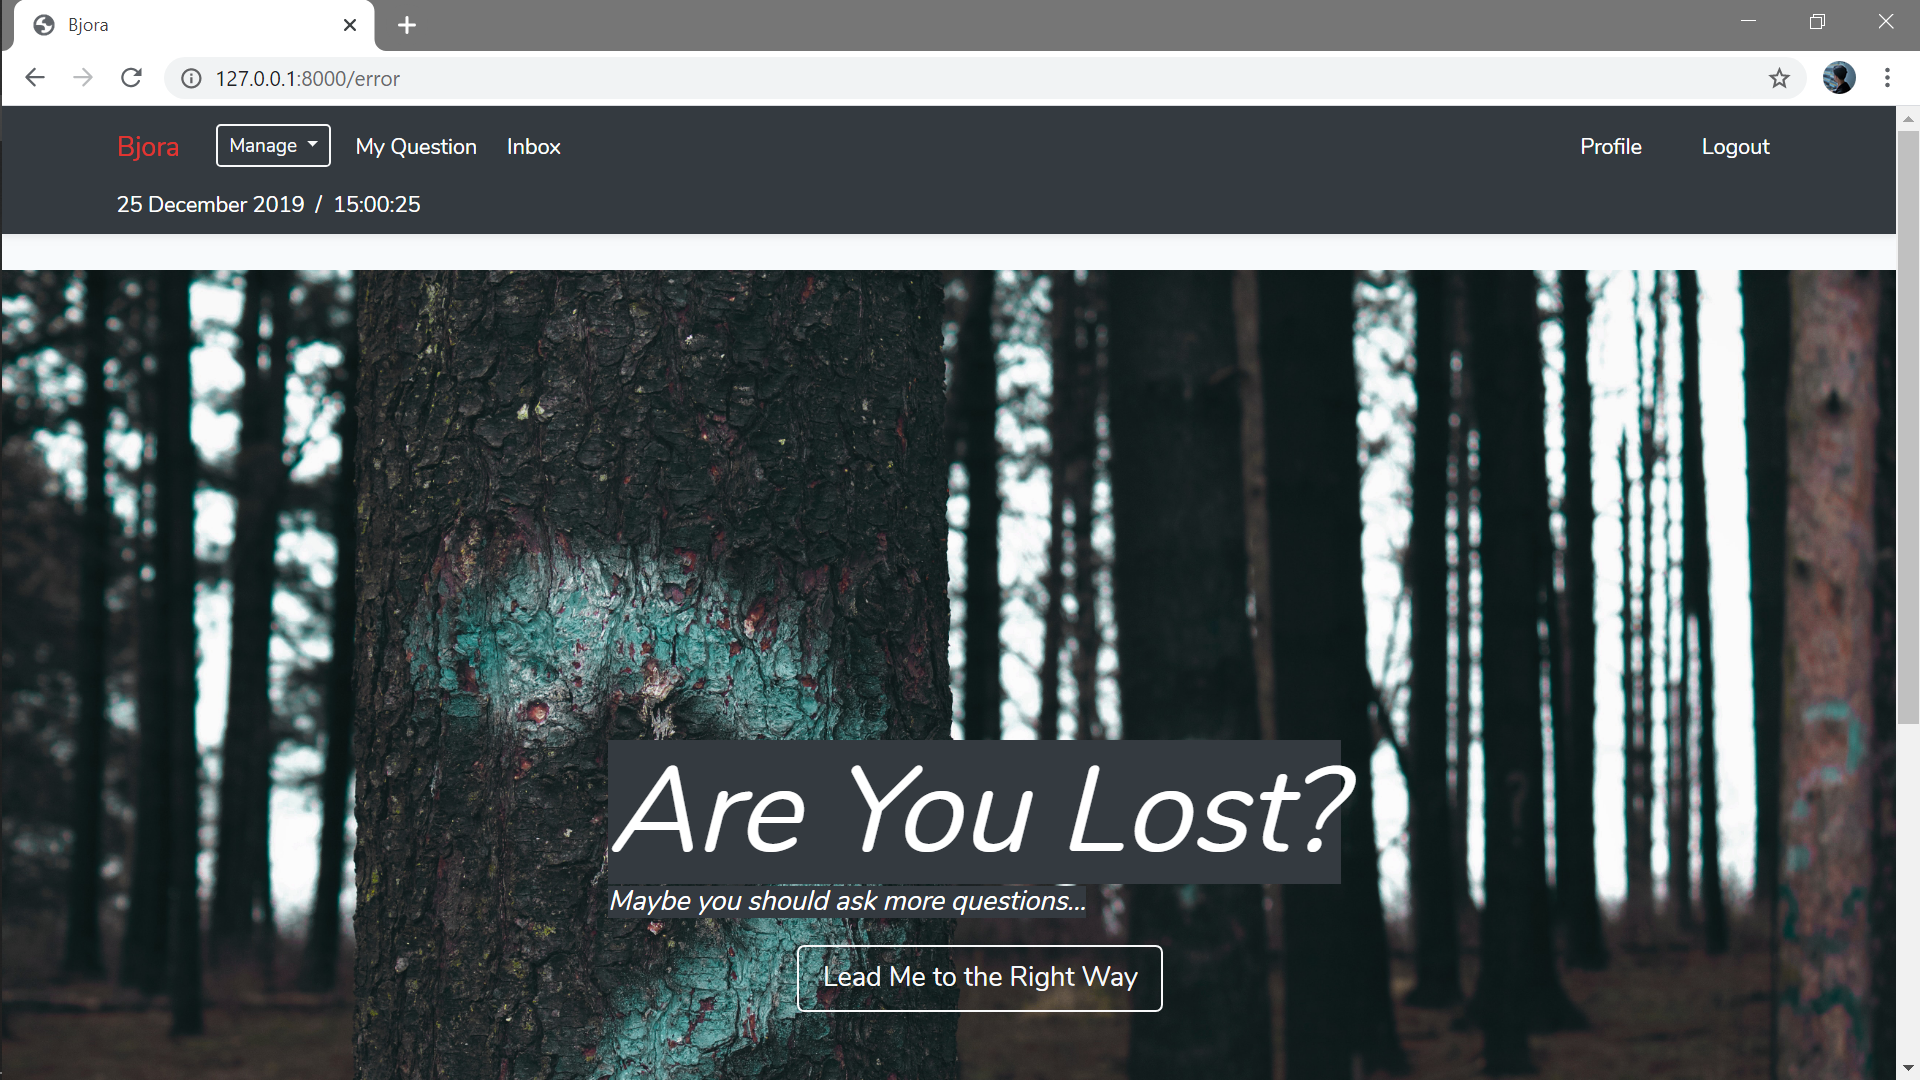 Bjora
127.0.0.1:8000/error
Bjora Manage My Question Inbox Profile Logout
25 December 2019 / 15:00:25
Are You Lost?
Maybe you should ask more questions...
Lead Me to the Right Way